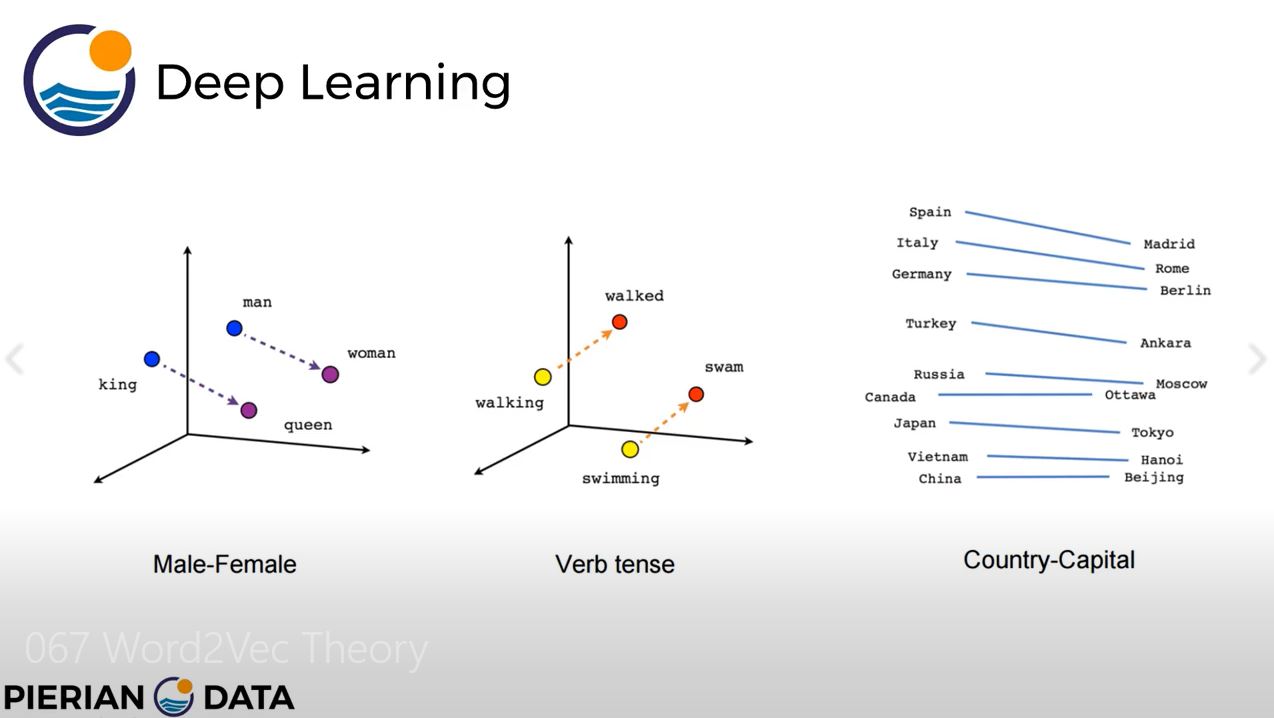 Deep Learning
man
woman
king
queen
Male-Female
walked
swam
walking
swimming
Verb tense
Spain Madrid
Italy Rome
Germany Berlin
Turkey Ankara
Russia Moscow
Canada Ottawa
Japan Tokyo
Vietnam Hanoi
China Beijing
Country-Capital
067 Word2Vec Theory
PIERIAN DATA